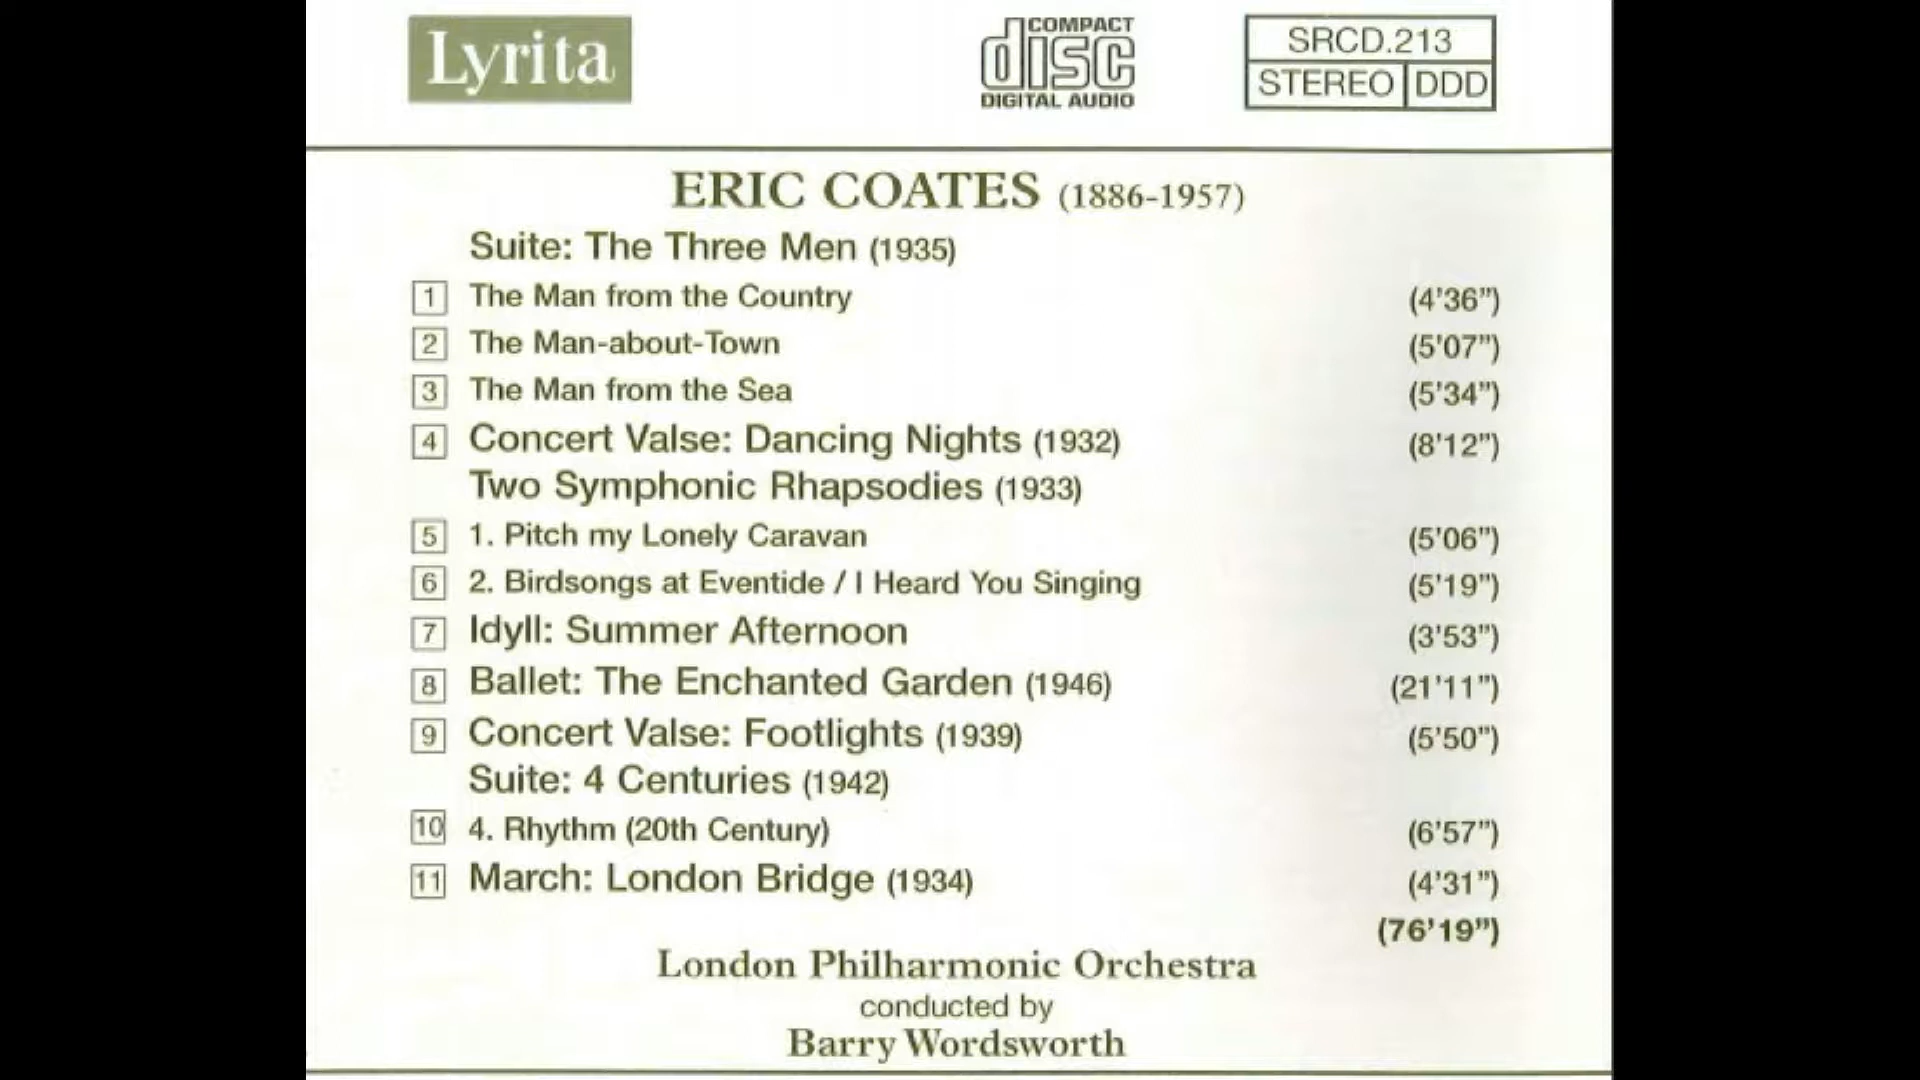 Lyrita
COMPACT
disc
DIGITAL AUDIO
SRCD.213
STEREO DDD
ERIC COATES (1886-1957)
Suite: The Three Men (1935)
1 The Man from the Country (4'36")
2 The Man-about-Town (5'07")
3 The Man from the Sea (5'34")
4 Concert Valse: Dancing Nights (1932) (8'12")
Two Symphonic Rhapsodies (1933)
5 1. Pitch my Lonely Caravan (5'06")
6 2. Birdsongs at Eventide / I Heard You Singing (5'19")
7 Idyll: Summer Afternoon (3'53")
8 Ballet: The Enchanted Garden (1946) (21'11")
9 Concert Valse: Footlights (1939) (5'50")
Suite: 4 Centuries (1942)
10 4. Rhythm (20th Century) (6'57")
11 March: London Bridge (1934) (4'31")
(76'19")
London Philharmonic Orchestra
conducted by
Barry Wordsworth